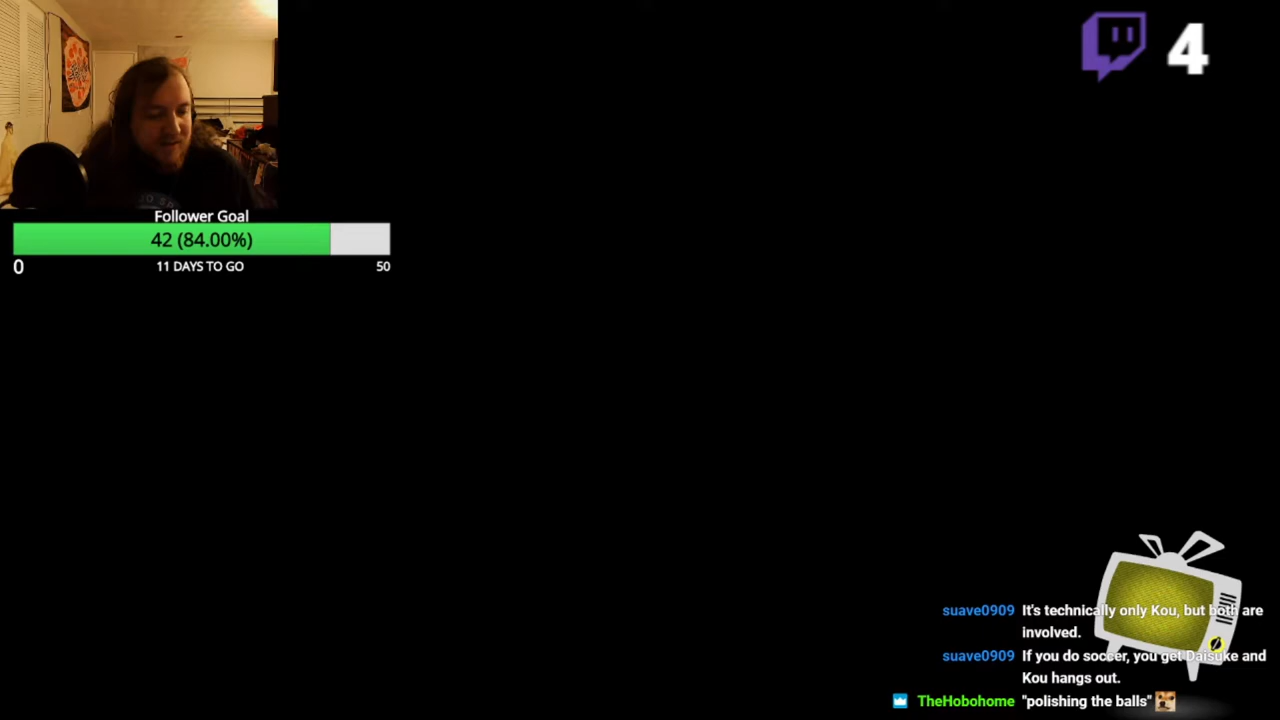 4
Follower Goal
42 (84.00%)
0 11 DAYS TO GO 50
suave0909 It's technically only Kou, but both are
involved.
suave0909 If you do soccer, you get Daisuke and
Kou hangs out.
TheHobohome "polishing the balls"